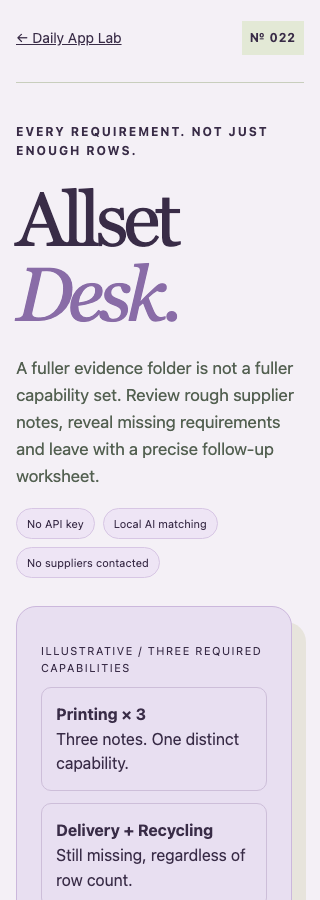 ← Daily App Lab
Nº 022
EVERY REQUIREMENT. NOT JUST
ENOUGH ROWS.
Allset
Desk.
A fuller evidence folder is not a fuller
capability set. Review rough supplier
notes, reveal missing requirements
and leave with a precise follow-up
worksheet.
No API key
Local AI matching
No suppliers contacted
ILLUSTRATIVE / THREE REQUIRED
CAPABILITIES
Printing × 3
Three notes. One distinct
capability.
Delivery + Recycling
Still missing, regardless of
row count.